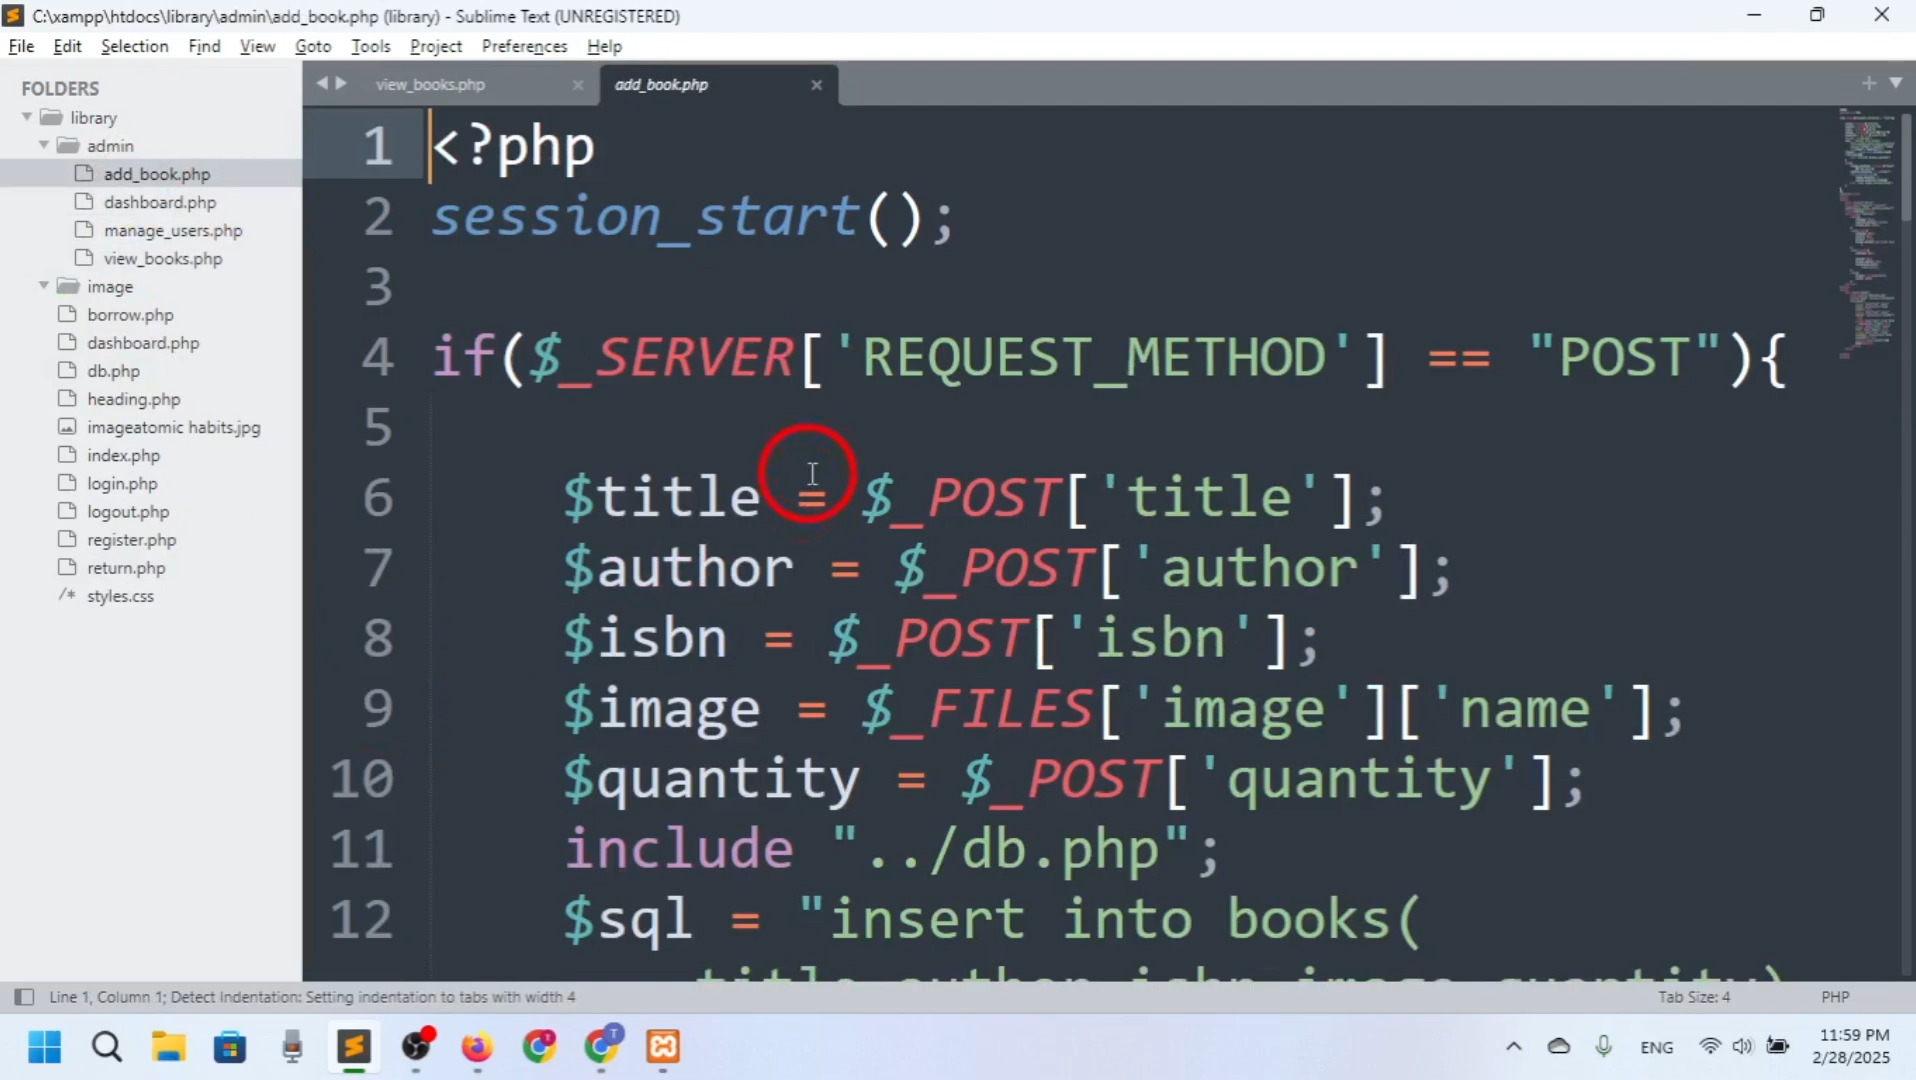 C:\xampp\htdocs\library\admin\add_book.php (library) - Sublime Text (UNREGISTERED)
File Edit Selection Find View Goto Tools Project Preferences Help
FOLDERS
library
admin
add_book.php
dashboard.php
manage_users.php
view_books.php
image
borrow.php
dashboard.php
db.php
heading.php
imageatomic habits.jpg
index.php
login.php
logout.php
register.php
return.php
/* styles.css
view_books.php
add_book.php
1 <?php
2 session_start();
3
4 if($_SERVER['REQUEST_METHOD'] == "POST"){
5
6 $title = $_POST['title'];
7 $author = $_POST['author'];
8 $isbn = $_POST['isbn'];
9 $image = $_FILES['image']['name'];
10 $quantity = $_POST['quantity'];
11 include "../db.php";
12 $sql = "insert into books(
title,author,isbn,image,quantity)
Line 1, Column 1; Detect Indentation: Setting indentation to tabs with width 4
Tab Size: 4
PHP
ENG
11:59 PM
2/28/2025